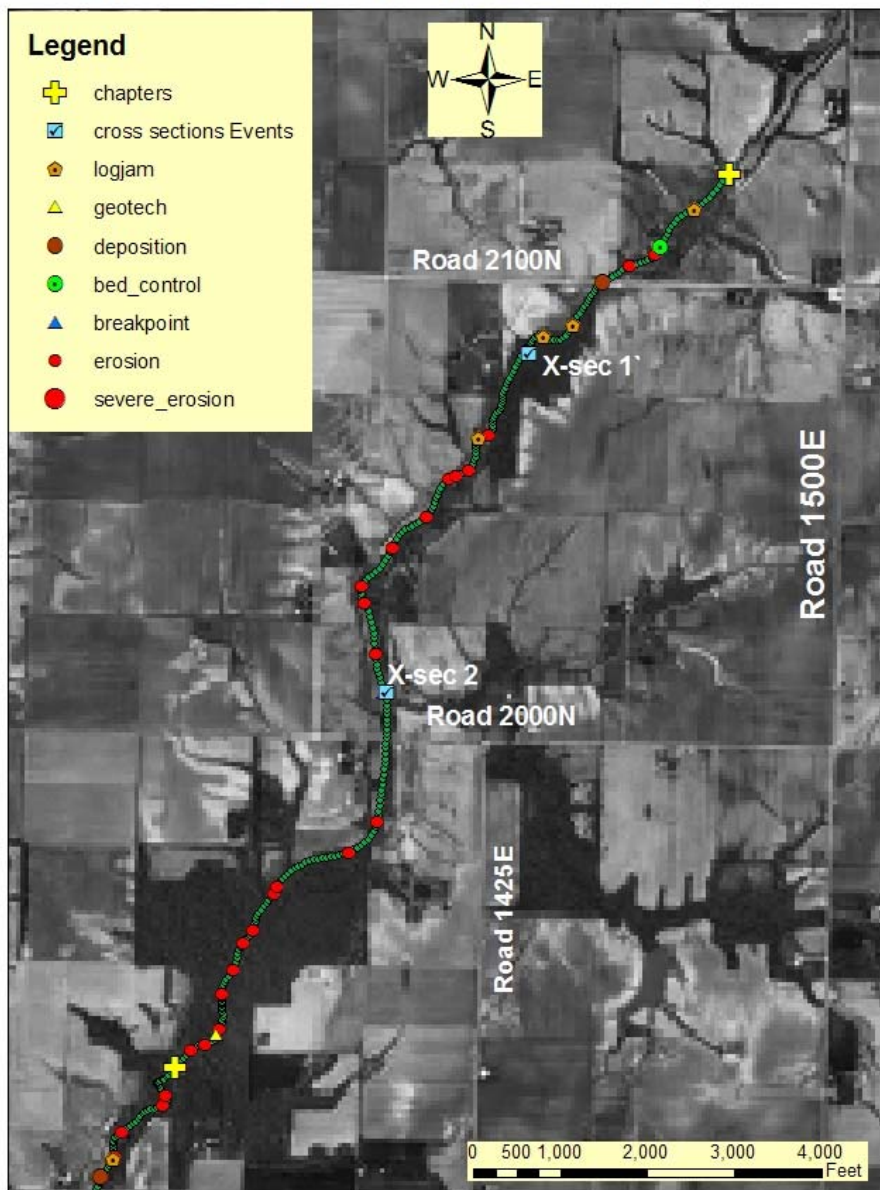 Legend
chapters
cross sections Events
logjam
geotech
deposition
bed_control
breakpoint
erosion
severe_erosion
N
W E
S
Road 2100N
X-sec 1`
Road 1500E
X-sec 2
Road 2000N
Road 1425E
0 500 1,000 2,000 3,000 4,000
Feet